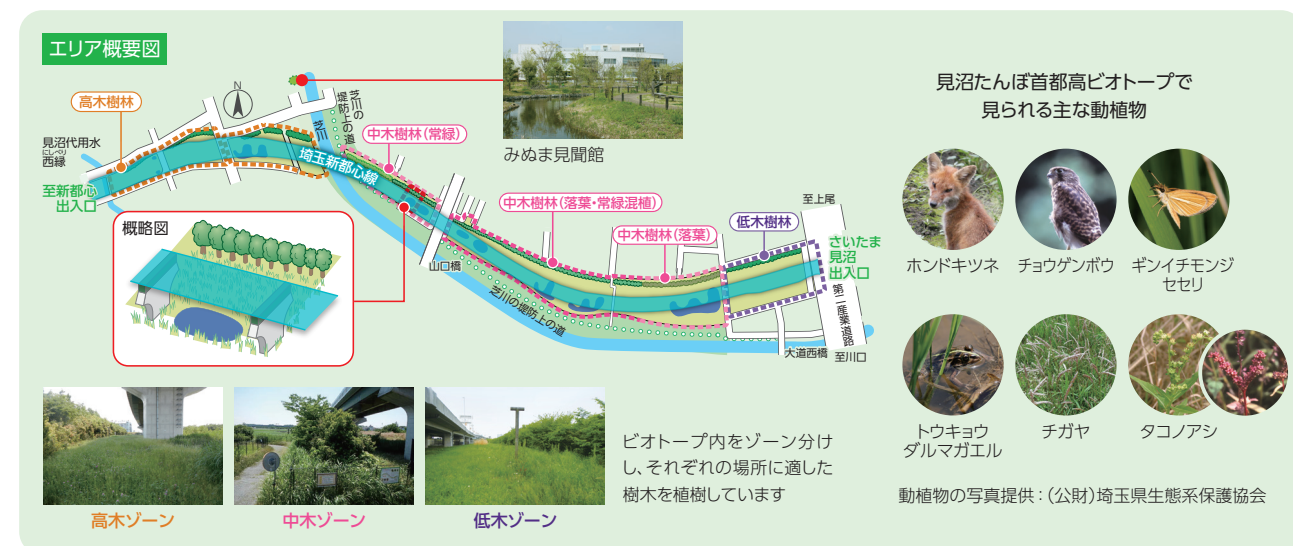 エリア概要図
N
高木樹林
見沼代用水
にしべり
西縁
至新都心
出入口
芝川
芝川の
堤防上の道
埼玉新都心線
中木樹林(常緑)
みぬま見聞館
中木樹林(落葉・常緑混植)
中木樹林(落葉)
低木樹林
至上尾
さいたま
見沼
出入口
第二産業道路
至川口
大道西橋
山口橋
芝川の堤防上の道
概略図
高木ゾーン
中木ゾーン
低木ゾーン
ビオトープ内をゾーン分け
し、それぞれの場所に適した
樹木を植樹しています
見沼たんぼ首都高ビオトープで
見られる主な動植物
ホンドキツネ
チョウゲンボウ
ギンイチモンジ
セセリ
トウキョウ
ダルマガエル
チガヤ
タコノアシ
動植物の写真提供:(公財)埼玉県生態系保護協会